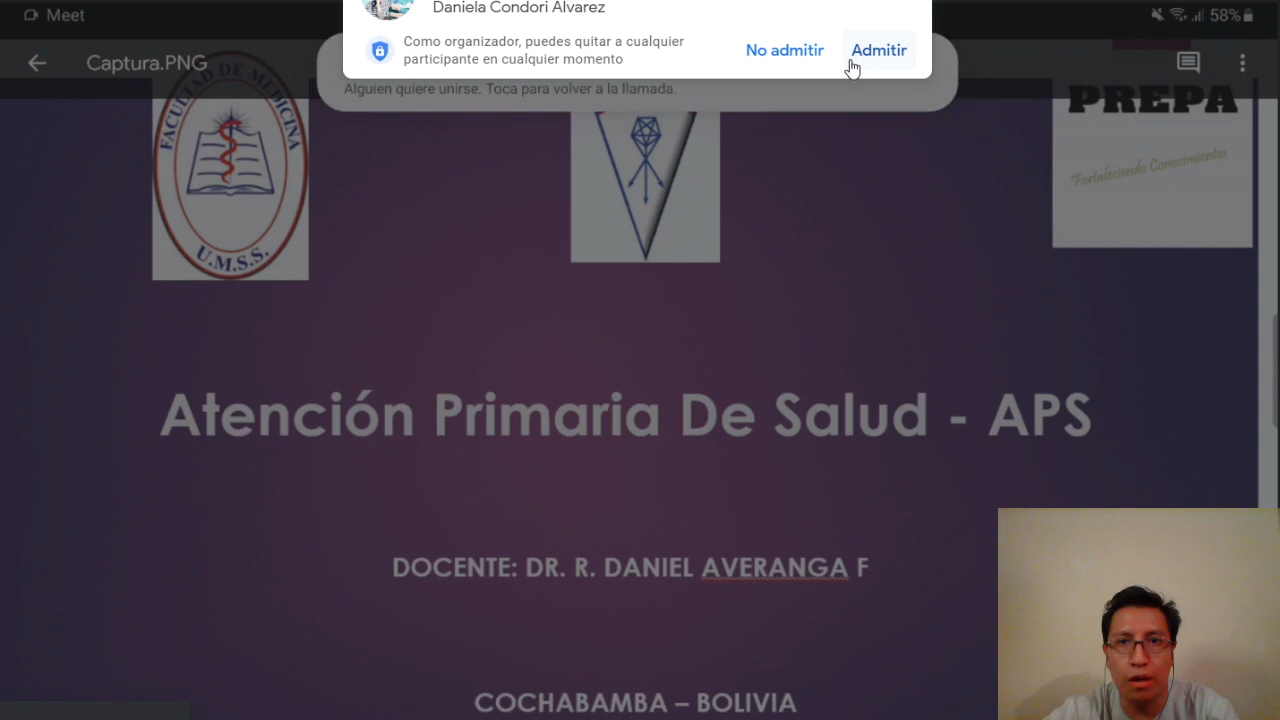 Meet
58%
Daniela Condori Alvarez
Como organizador, puedes quitar a cualquier
participante en cualquier momento
No admitir
Admitir
Captura.PNG
Alguien quiere unirse. Toca para volver a la llamada.
FACULTAD DE MEDICINA
U.M.S.S.
PREPA
"Fortaleciendo Conocimientos
Atención Primaria De Salud - APS
DOCENTE: DR. R. DANIEL AVERANGA F
COCHABAMBA – BOLIVIA